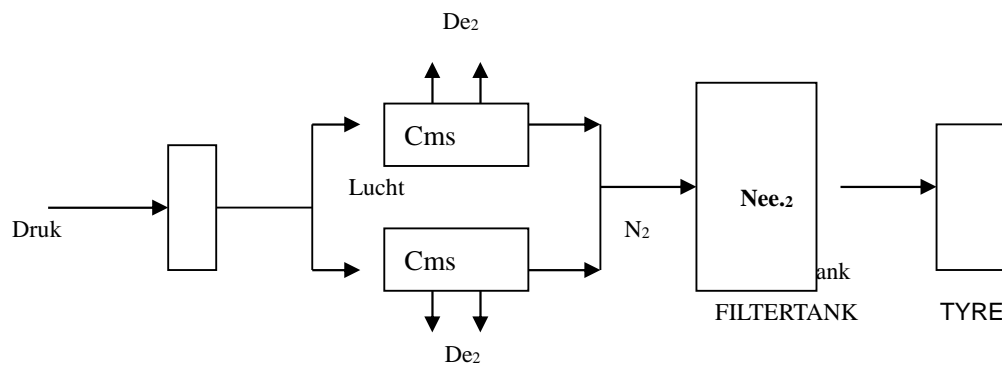 De₂
Cms
Lucht
Druk
Cms
De₂
N₂
Nee.₂
ank
FILTERTANK
TYRE